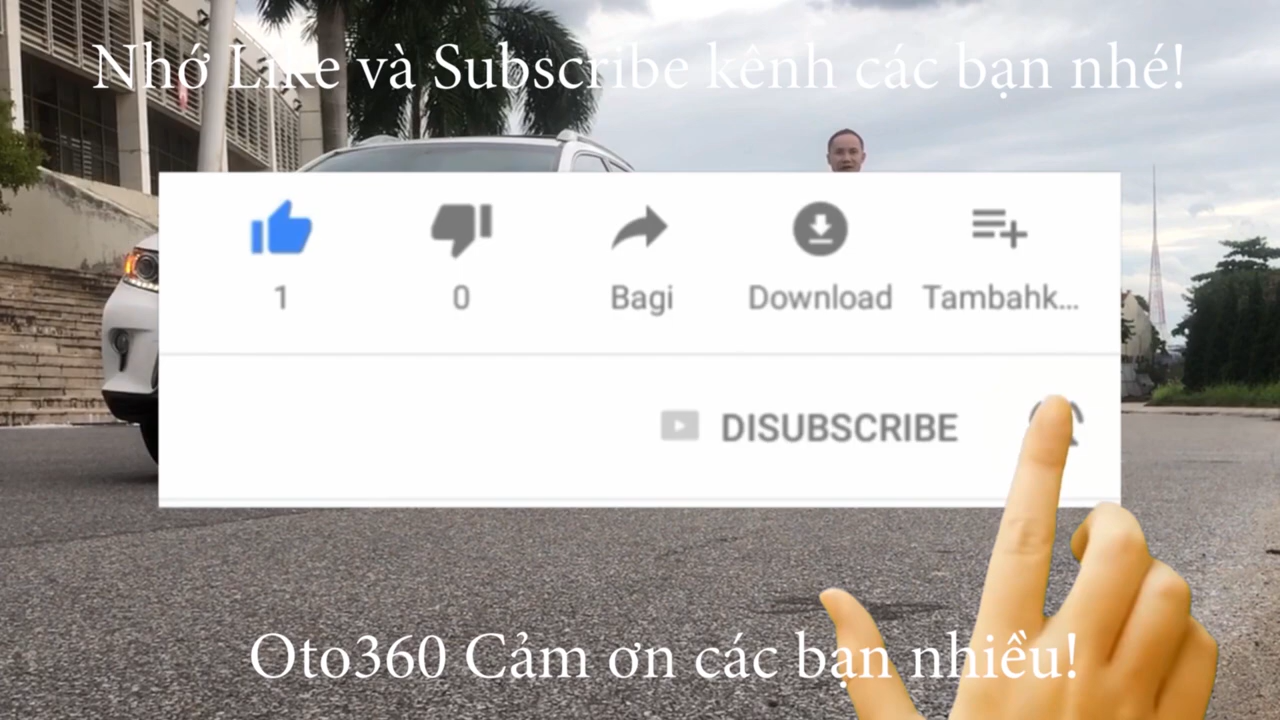 Nhớ Like và Subscribe kênh các bạn nhé!
1 0 Bagi Download Tambahk...
DISUBSCRIBE
Oto360 Cảm ơn các bạn nhiều!